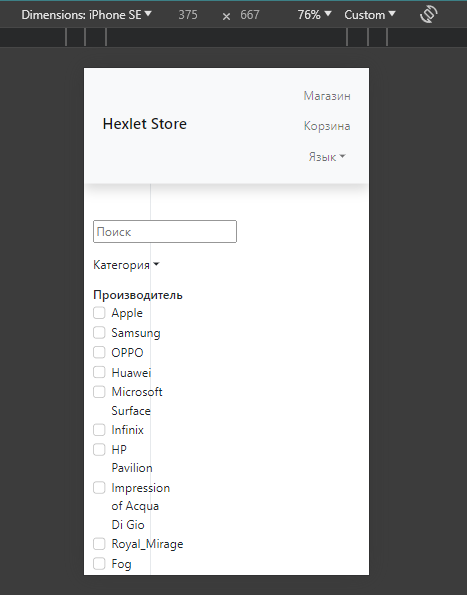 Dimensions: iPhone SE 375 × 667 76% Custom
Магазин
Hexlet Store
Корзина
Язык
Поиск
Категория
Производитель
Apple
Samsung
OPPO
Huawei
Microsoft
Surface
Infinix
HP
Pavilion
Impression
of Acqua
Di Gio
Royal_Mirage
Fog